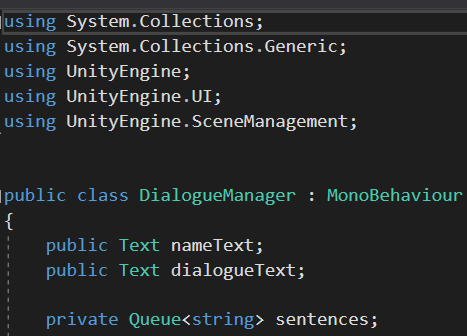 using System.Collections;
using System.Collections.Generic;
using UnityEngine;
using UnityEngine.UI;
using UnityEngine.SceneManagement;
public class DialogueManager : MonoBehaviour
{
public Text nameText;
public Text dialogueText;
private Queue<string> sentences;